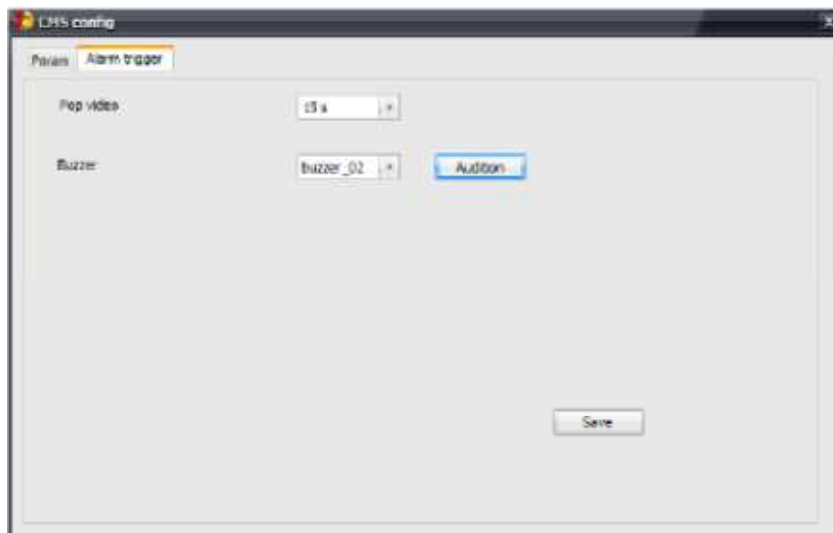 CMS config
Param Alarm trigger
Pop video 15 s
Buzzer buzzer_02 Audition
Save